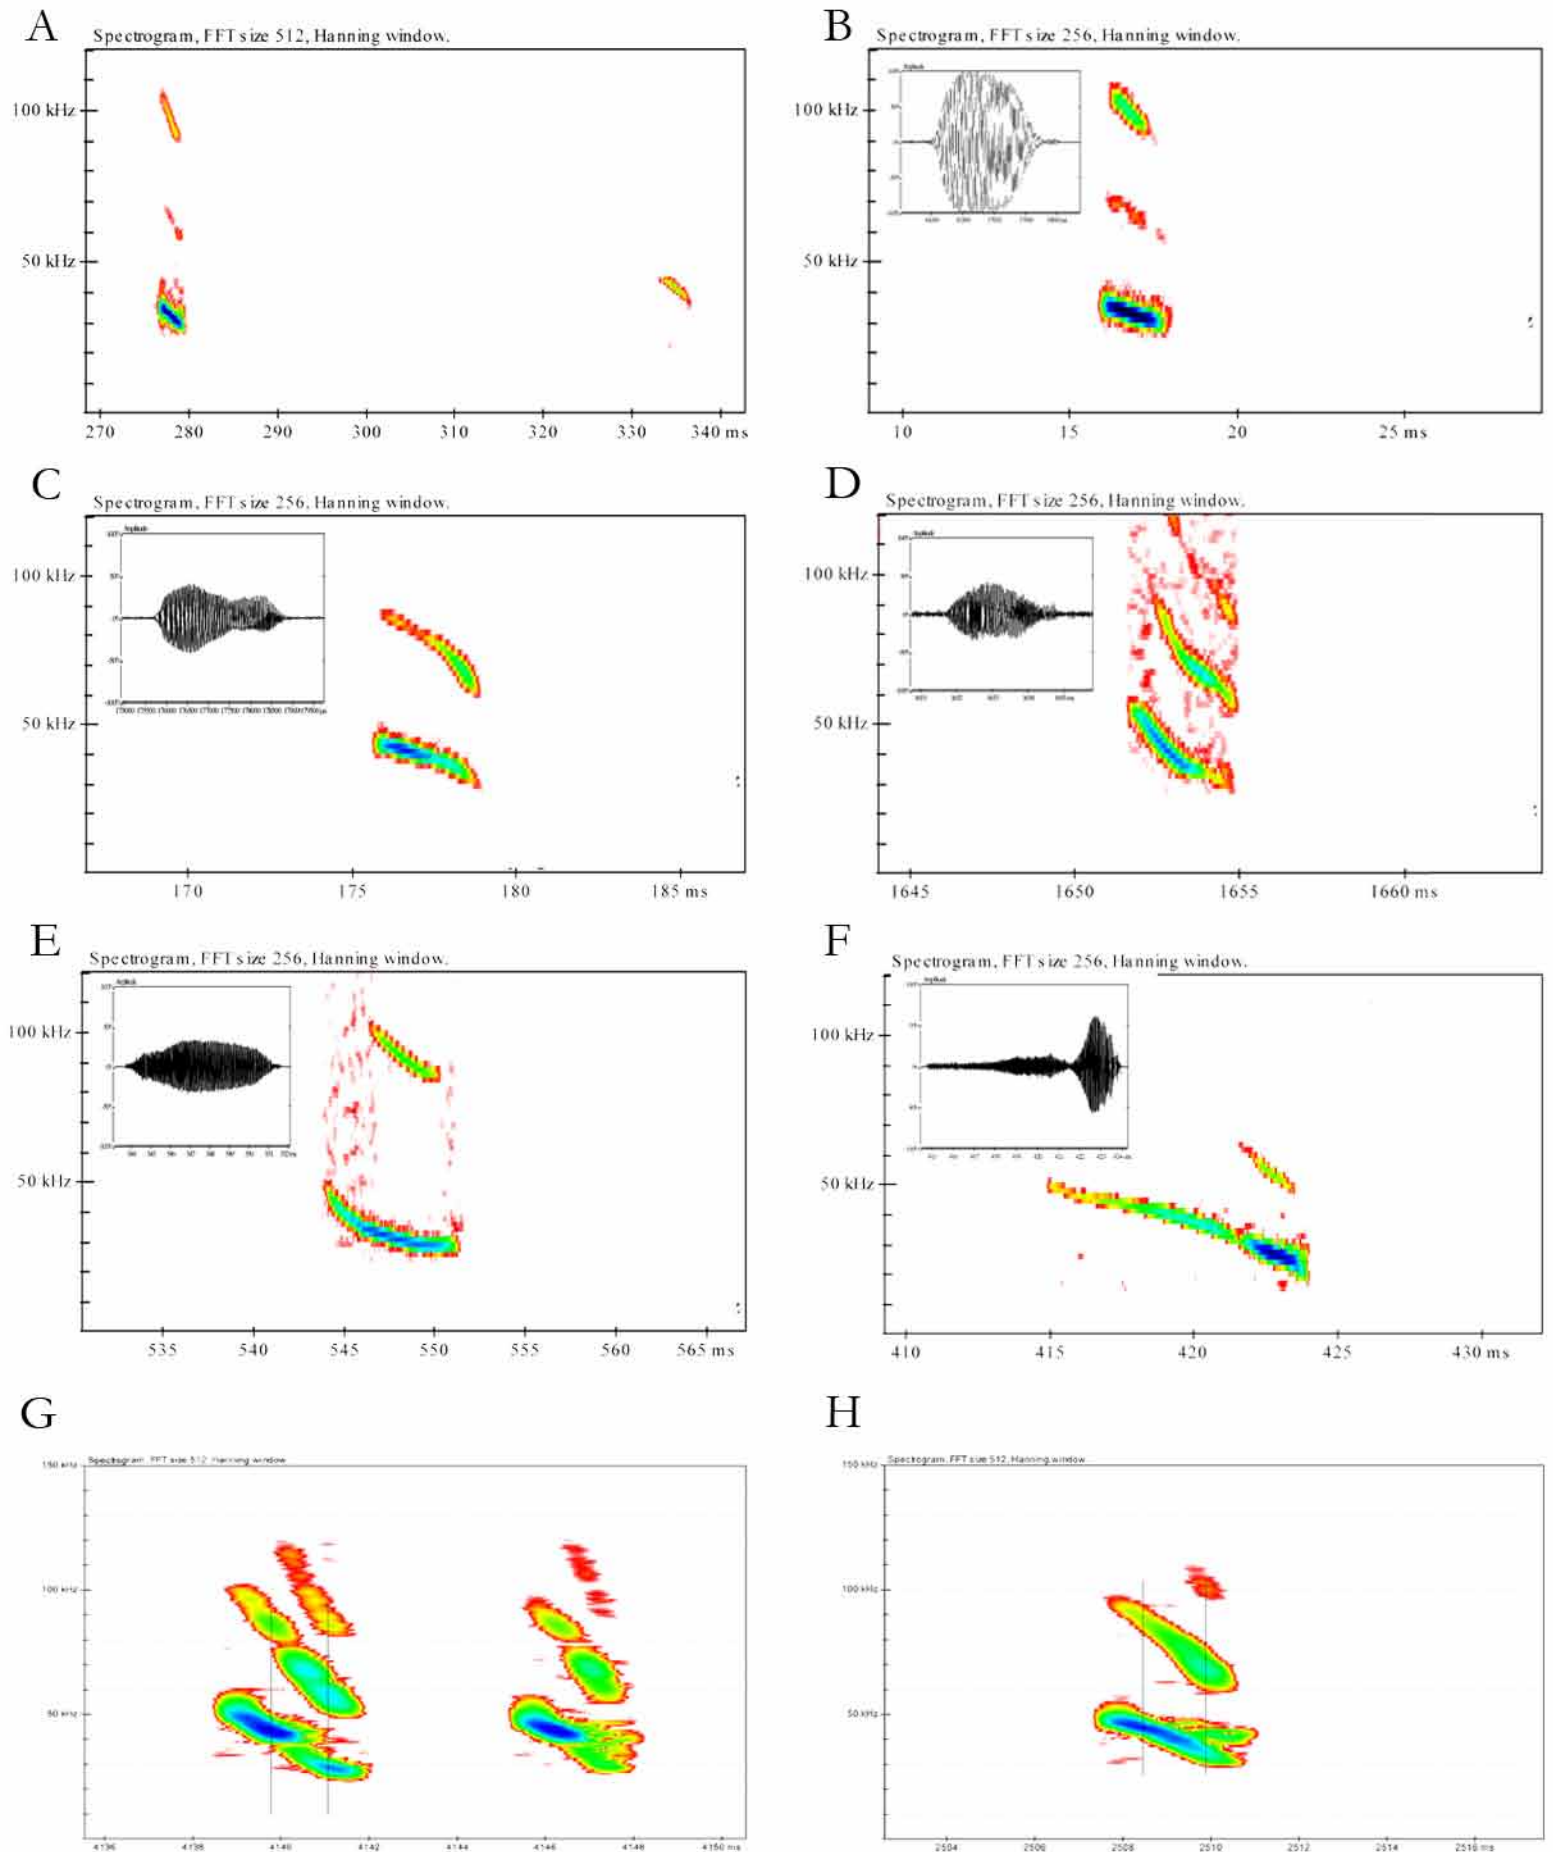 A
Spectrogram, FFT size 512, Hanning window.
100 kHz
50 kHz
270 280 290 300 310 320 330 340 ms
B
Spectrogram, FFT size 256, Hanning window.
100 kHz
50 kHz
10 15 20 25 ms
C
Spectrogram, FFT size 256, Hanning window.
Amplitude
100 kHz
50 kHz
170 175 180 185 ms
D
Spectrogram, FFT size 256, Hanning window.
Amplitude
100 kHz
50 kHz
1645 1650 1655 1660 ms
E
Spectrogram, FFT size 256, Hanning window.
100 kHz
50 kHz
535 540 545 550 555 560 565 ms
F
Spectrogram, FFT size 256, Hanning window.
Amplitude
100 kHz
50 kHz
410 415 420 425 430 ms
G
Spectrogram, FFT size 512, Hanning window
150 kHz
100 kHz
50 kHz
4136 4138 4140 4142 4144 4146 4148 4150 ms
H
Spectrogram, FFT size 512, Hanning window
150 kHz
100 kHz
50 kHz
2504 2506 2508 2510 2512 2514 2516 ms